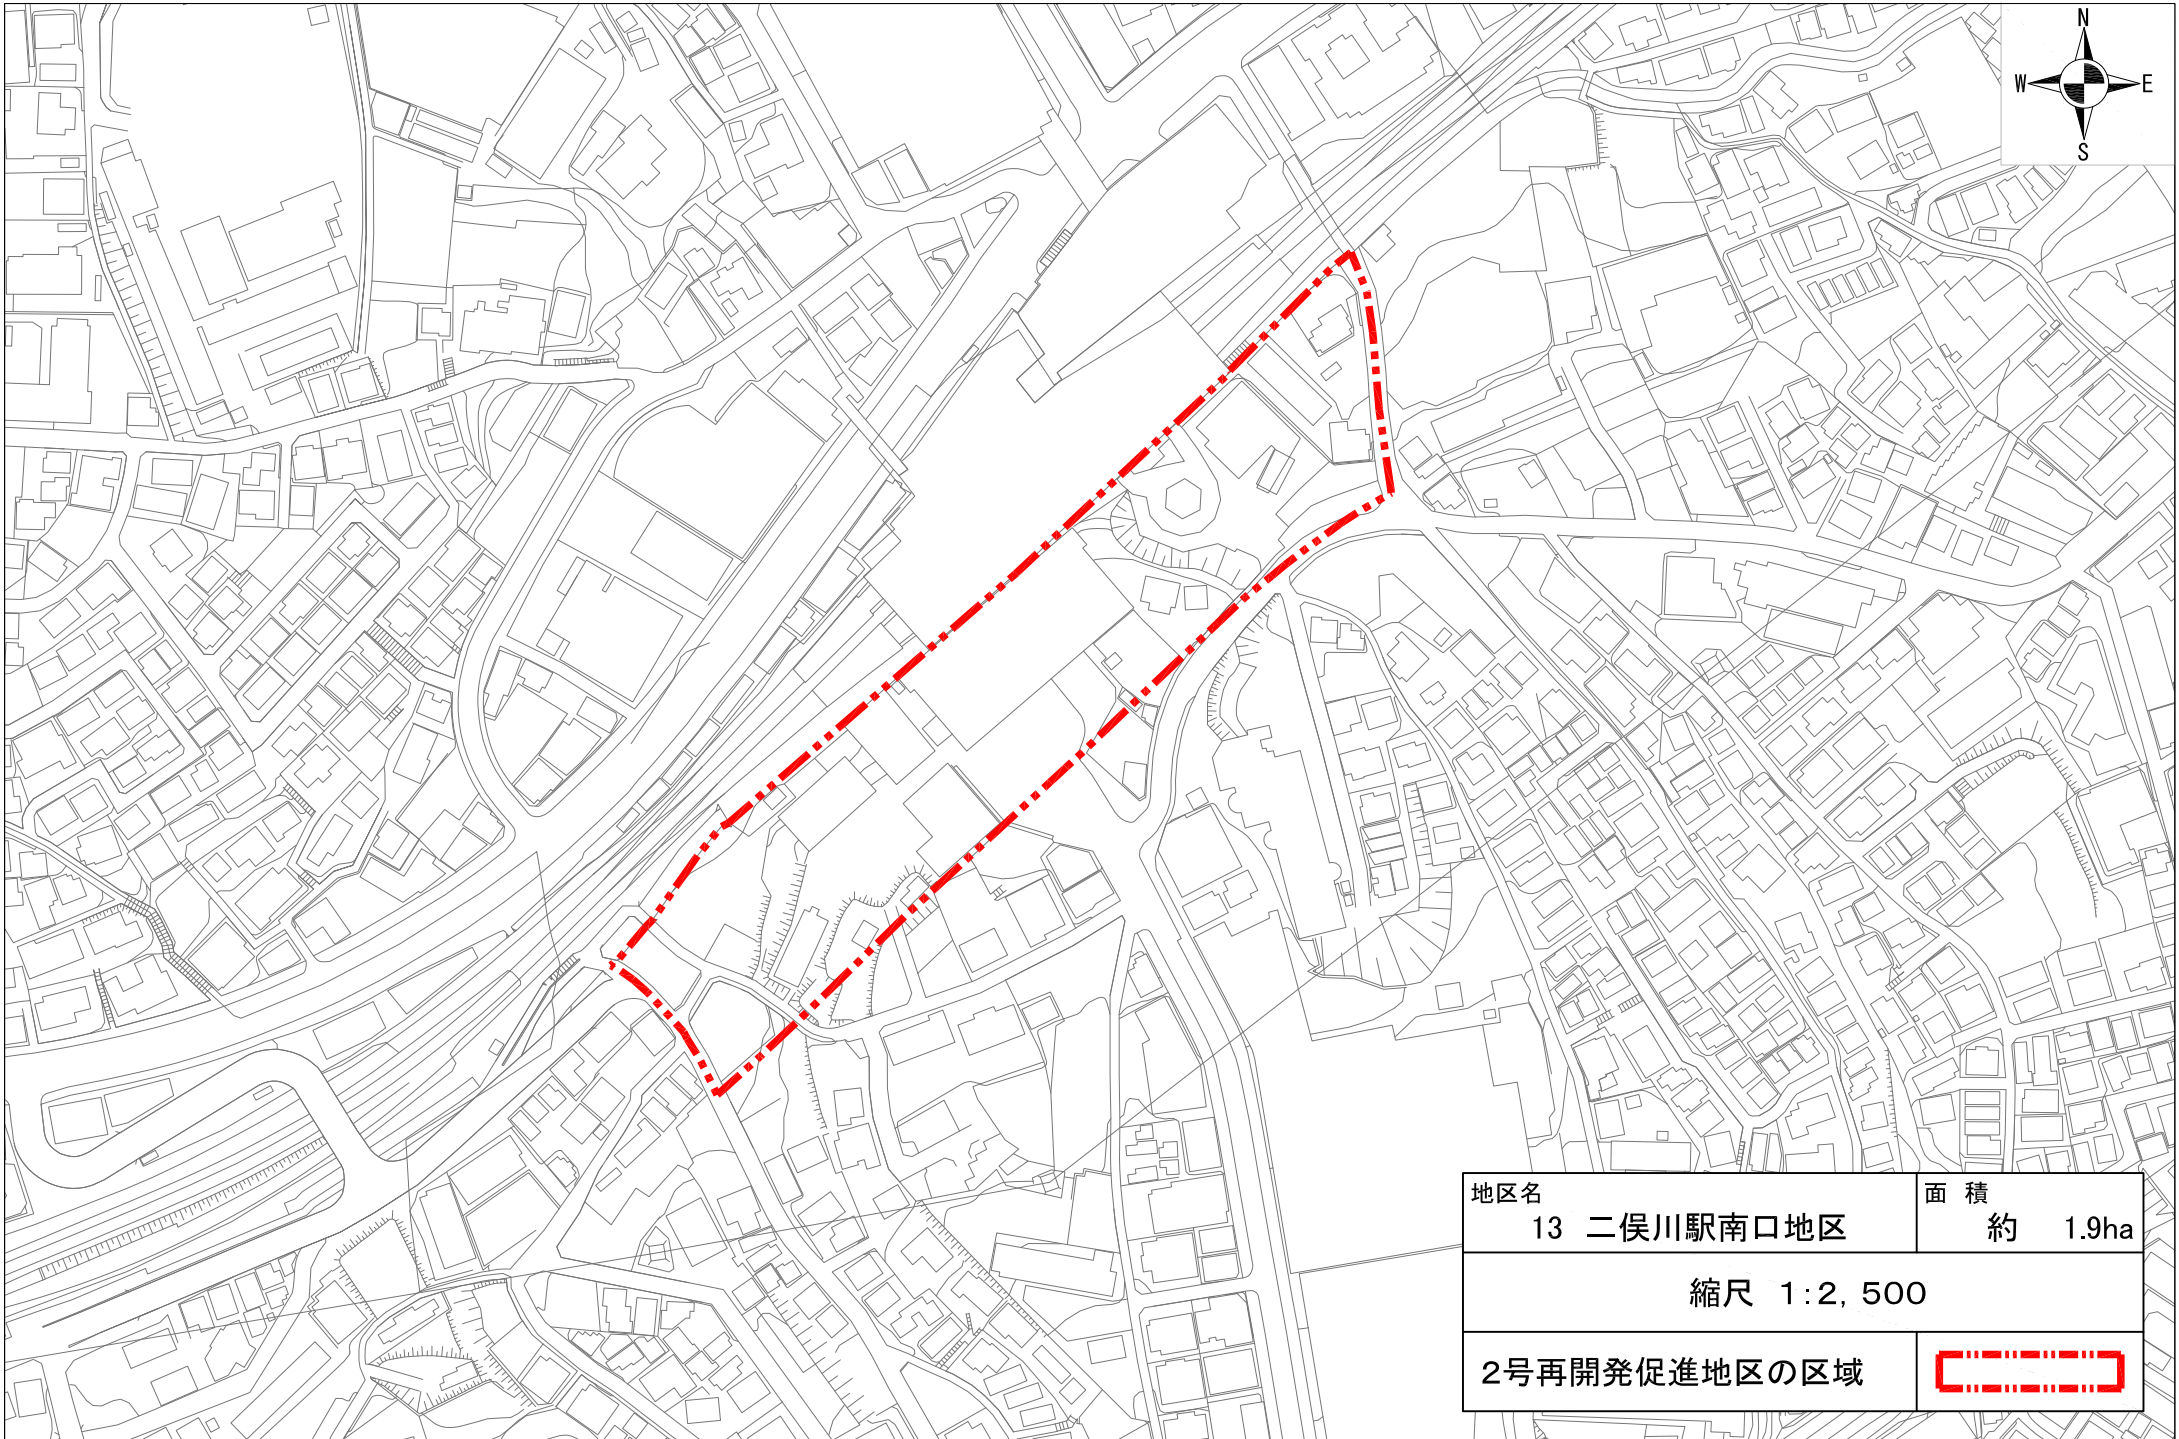 N
W E
S
地区名
13 二俣川駅南口地区
面 積
約 1.9ha
縮尺 1:2,500
2号再開発促進地区の区域